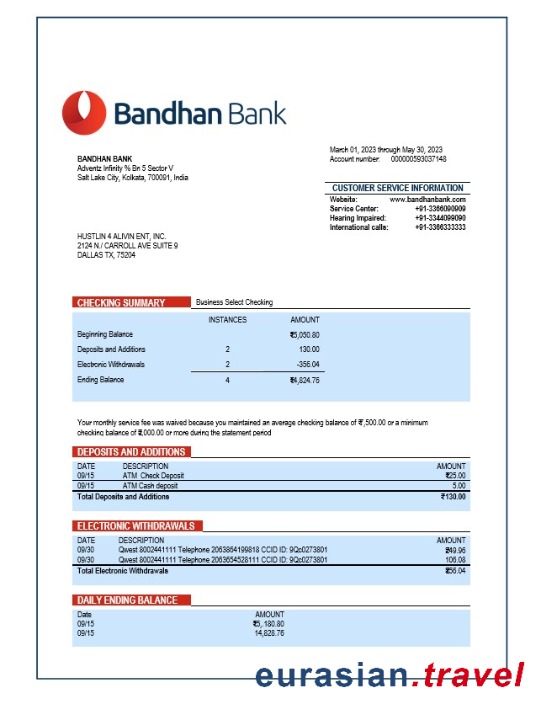 Bandhan Bank
March 01, 2023 through May 30, 2023
Account number: 000000593037148
BANDHAN BANK
Adventz Infinity % Bn 5 Sector V
Salt Lake City, Kolkata, 700091, India
CUSTOMER SERVICE INFORMATION
Website: www.bandhanbank.com
Service Center: +91-3366090909
Hearing Impaired: +91-3344099090
International calls: +91-3366333333
HUSTLIN 4 ALIVIN ENT, INC.
2124 N./ CARROLL AVE SUITE 9
DALLAS TX, 75204
CHECKING SUMMARY Business Select Checking
INSTANCES AMOUNT
Beginning Balance ₹5,050.80
Deposits and Additions 2 130.00
Electronic Withdrawals 2 -356.04
Ending Balance 4 ₹4,824.76
Your monthly service fee was waived because you maintained an average checking balance of ₹7,500.00 or a minimum
checking balance of ₹2,000.00 or more during the statement period
DEPOSITS AND ADDITIONS
DATE DESCRIPTION AMOUNT
09/15 ATM Check Deposit ₹25.00
09/15 ATM Cash deposit 5.00
Total Deposits and Additions ₹130.00
ELECTRONIC WITHDRAWALS
DATE DESCRIPTION AMOUNT
09/30 Qwest 8002441111 Telephone 2063864199818 CCID ID: 9Qc0273801 249.96
09/30 Qwest 8002441111 Telephone 2063654528111 CCID ID: 9Qc0273801 106.08
Total Electronic Withdrawals 356.04
DAILY ENDING BALANCE
Date AMOUNT
09/15 ₹5,.180.80
09/15 14,828.76
eurasian.travel